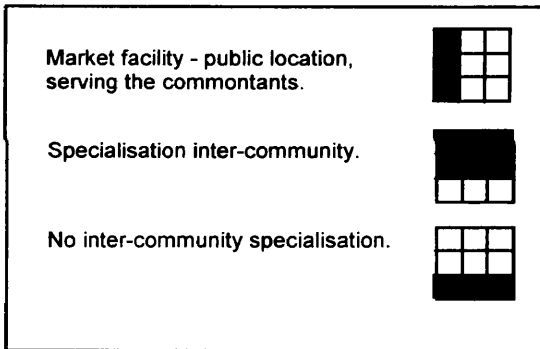 Market facility - public location,
serving the commontants.
Specialisation inter-community.
No inter-community specialisation.